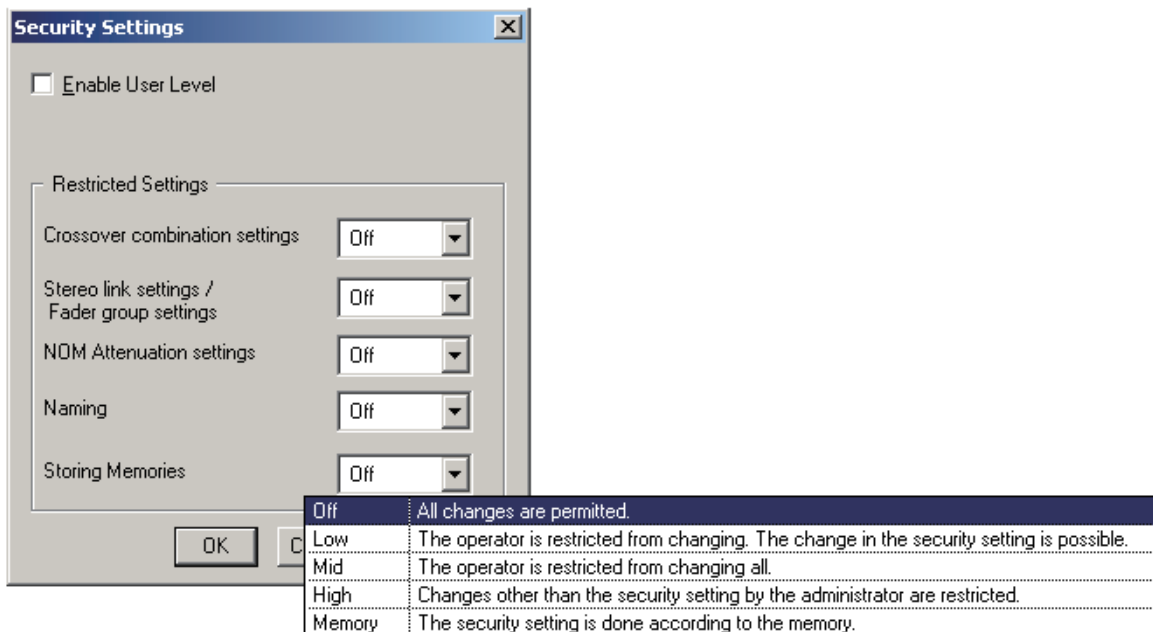 Security Settings
Enable User Level
Restricted Settings
Crossover combination settings Off
Stereo link settings / Off
Fader group settings
NOM Attenuation settings Off
Naming Off
Storing Memories Off
OK C
Off All changes are permitted.
Low The operator is restricted from changing. The change in the security setting is possible.
Mid The operator is restricted from changing all.
High Changes other than the security setting by the administrator are restricted.
Memory The security setting is done according to the memory.